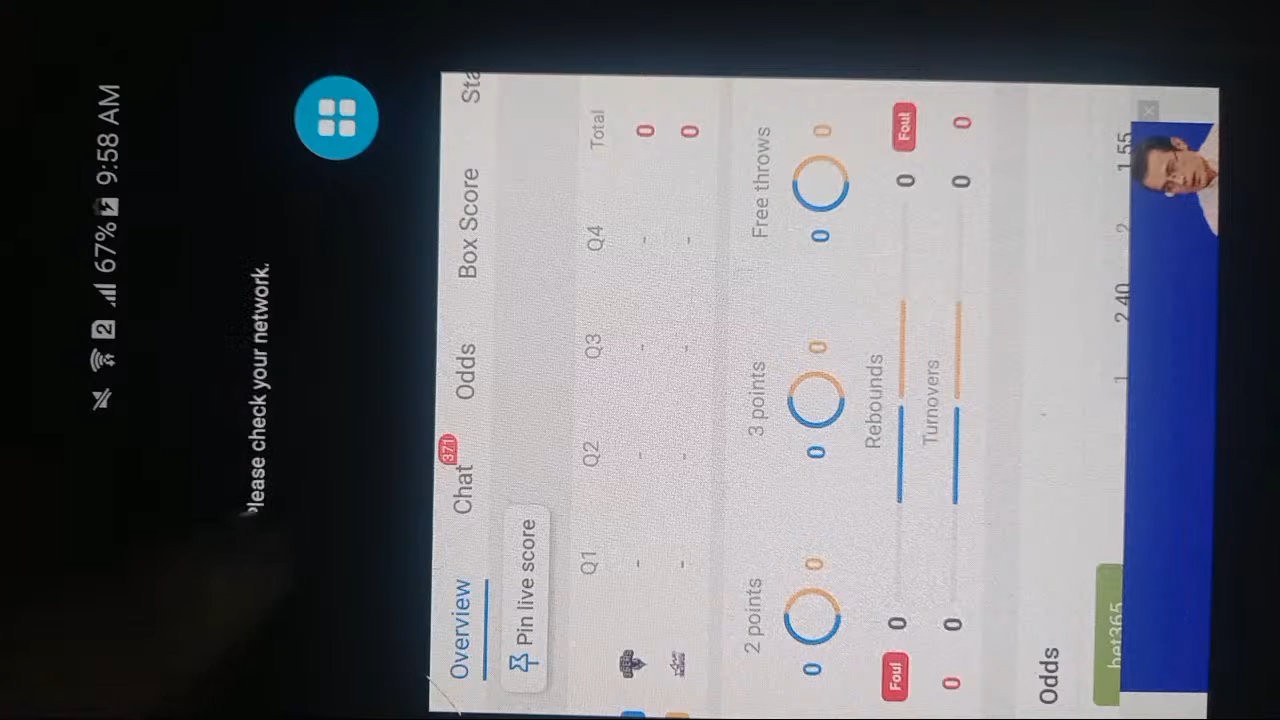 67% 9:58 AM
2
lease check your network.
Overview Chat 371 Odds Box Score Sta
Pin live score
Q1 Q2 Q3 Q4 Total
- - - - 0
- - - - 0
2 points 3 points Free throws
0 0 0 0 0 0
Rebounds
Foul 0 0 Foul
Turnovers
0 0 0 0
Odds
bet365 1 2.40 2 1.55